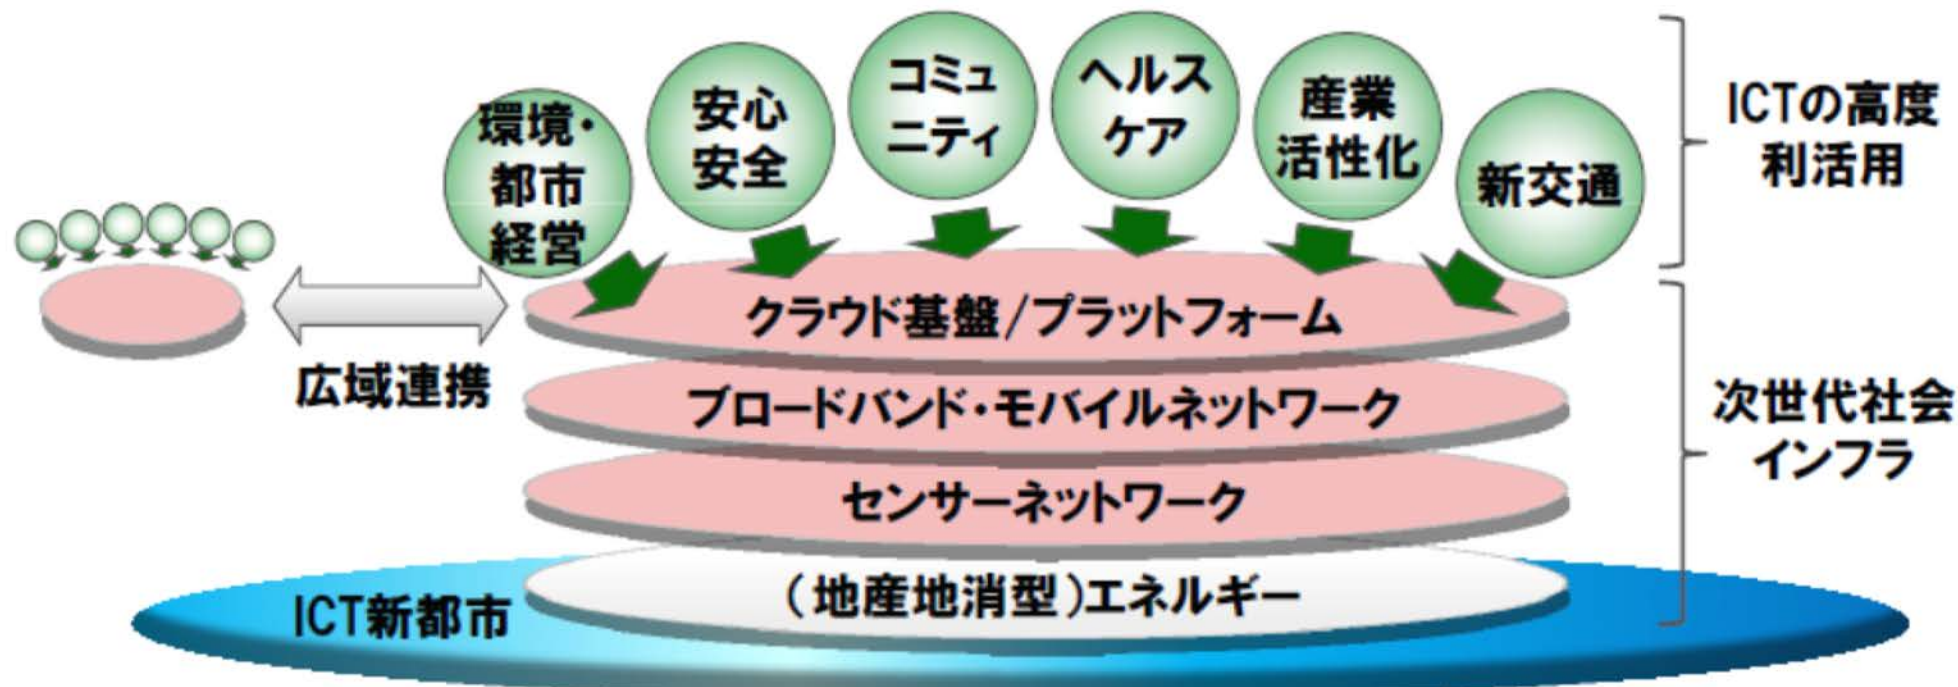 環境・
都市
経営
安心
安全
コミュ
ニティ
ヘルス
ケア
産業
活性化
新交通
ICTの高度
利活用
クラウド基盤/プラットフォーム
広域連携
ブロードバンド・モバイルネットワーク
次世代社会
インフラ
センサーネットワーク
（地産地消型）エネルギー
ICT新都市